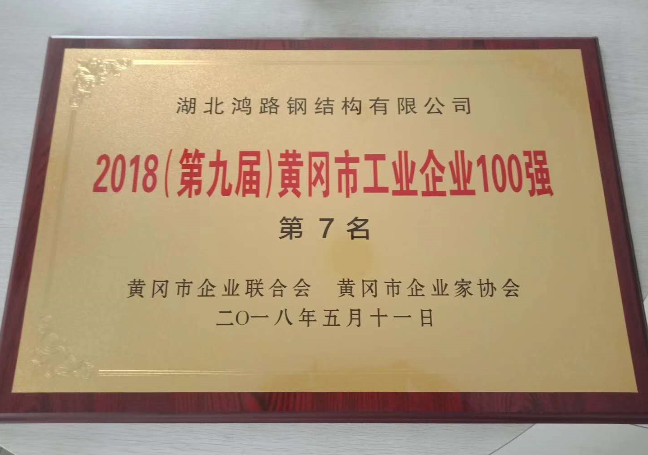 湖北鸿路钢结构有限公司
2018(第九届)黄冈市工业企业100强
第 7 名
黄冈市企业联合会 黄冈市企业家协会
二〇一八年五月十一日